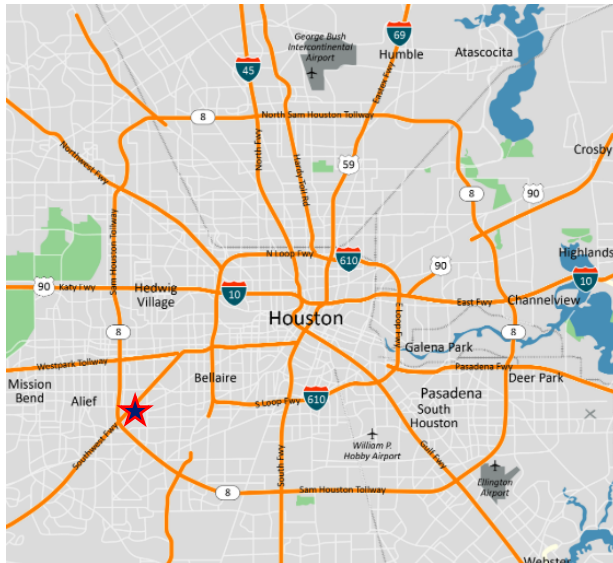 George Bush
Intercontinental
Airport
69
Humble
Atascocita
45
Eastex Fwy
8
North Sam Houston Tollway
North Fwy
Hardy Toll Rd
59
Crosby
Northwest Fwy
90
8
Sam Houston Tollway
N Loop Fwy
610
90
Highlands
90
Katy Fwy
Hedwig
Village
10
10
East Fwy
Channelview
Houston
E Loop Fwy
8
8
Galena Park
Westpark Tollway
Pasadena Fwy
Mission
Bend
Alief
Bellaire
Deer Park
S Loop Fwy
610
Pasadena
South
Houston
Southwest Fwy
William P.
Hobby Airport
South Fwy
Gulf Fwy
Ellington
Airport
8
Sam Houston Tollway
Webster